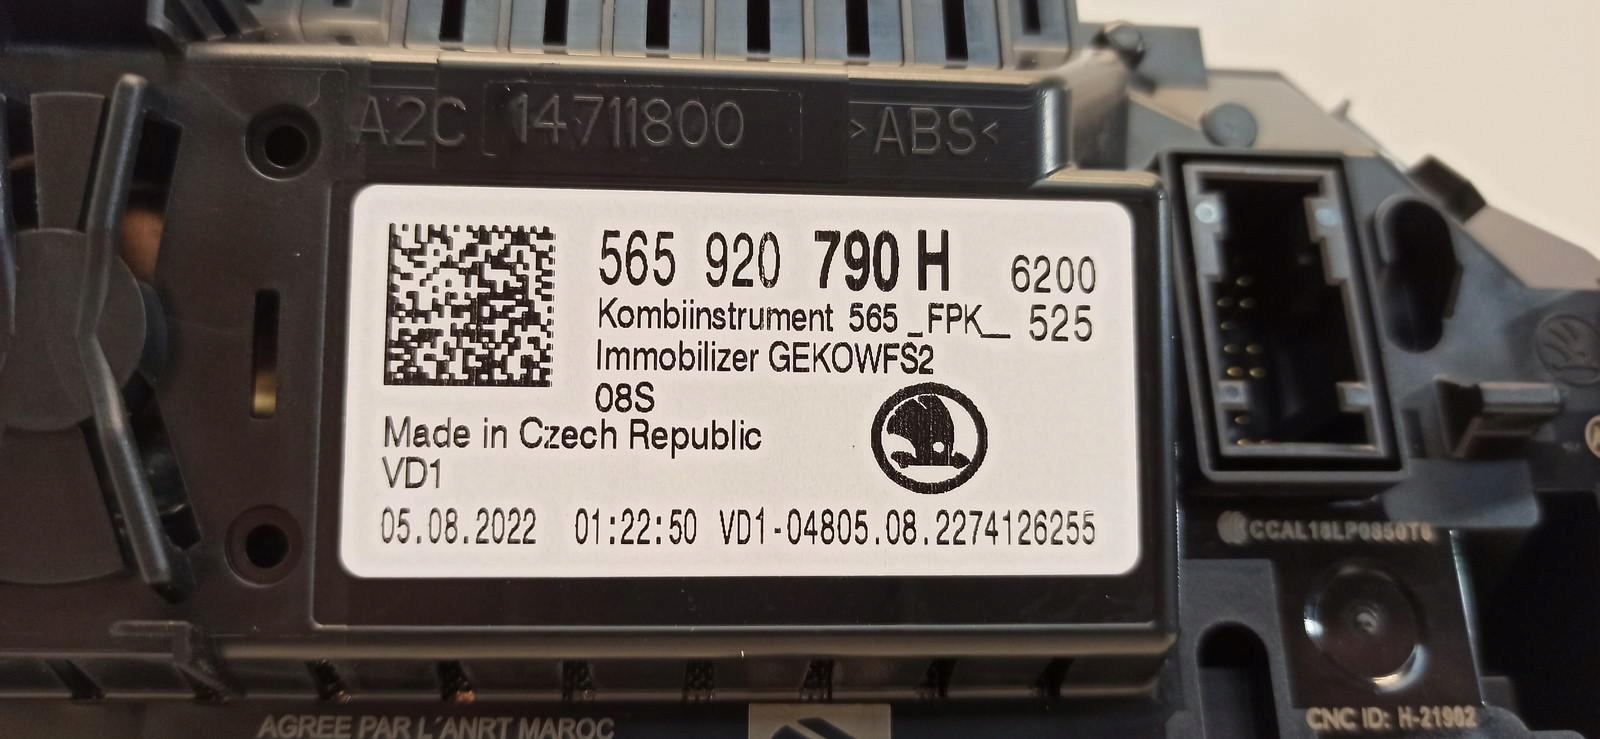 A2C 14711800 >ABS<
565 920 790 H 6200
Kombiinstrument 565 _FPK_ 525
Immobilizer GEKOWFS2
08S
Made in Czech Republic
VD1
05.08.2022 01:22:50 VD1-04805.08.2274126255
CCAL16LP0850T6
CNC ID: H-21902
AGREE PAR L'ANRT MAROC